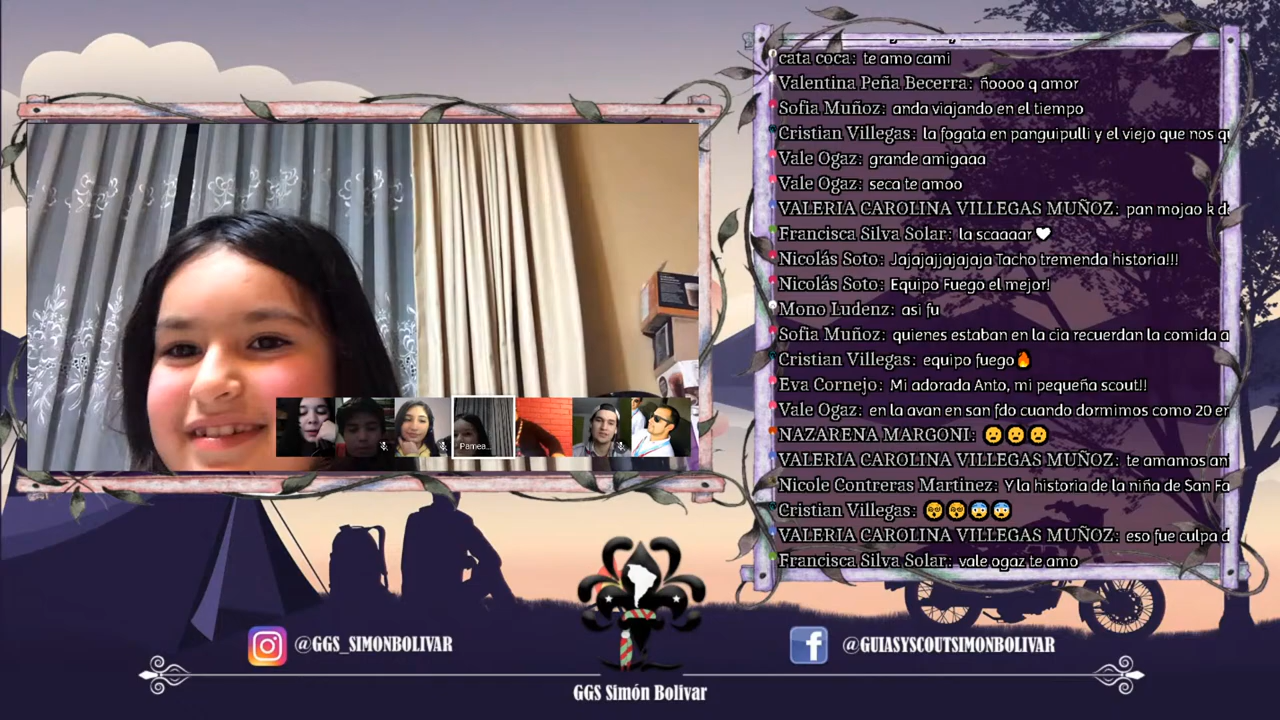 cata coca: te amo cami
Valentina Peña Becerra: ñoooo q amor
Sofia Muñoz: anda viajando en el tiempo
Cristian Villegas: la fogata en panguipulli y el viejo que nos q
Vale Ogaz: grande amigaaa
Vale Ogaz: seca te amoo
VALERIA CAROLINA VILLEGAS MUÑOZ: pan mojao k d
Francisca Silva Solar: la scaaaar🤍
Nicolás Soto: Jajajajjajajaja Tacho tremenda historia!!!
Nicolás Soto: Equipo Fuego el mejor!
Mono Ludenz: asi fu
Sofia Muñoz: quienes estaban en la cia recuerdan la comida a
Cristian Villegas: equipo fuego🔥
Eva Cornejo: Mi adorada Anto, mi pequeña scout!!
Vale Ogaz: en la avan en san fdo cuando dormimos como 20 en
NAZARENA MARGONI: 😦😦😦
VALERIA CAROLINA VILLEGAS MUÑOZ: te amamos an
Nicole Contreras Martinez: Y la historia de la niña de San Fa
Cristian Villegas: 😵😵😨😨
VALERIA CAROLINA VILLEGAS MUÑOZ: eso fue culpa d
Francisca Silva Solar: vale ogaz te amo
Pamea...
@GGS_SIMONBOLIVAR
@GUIASYSCOUTSIMONBOLIVAR
GGS Simón Bolivar